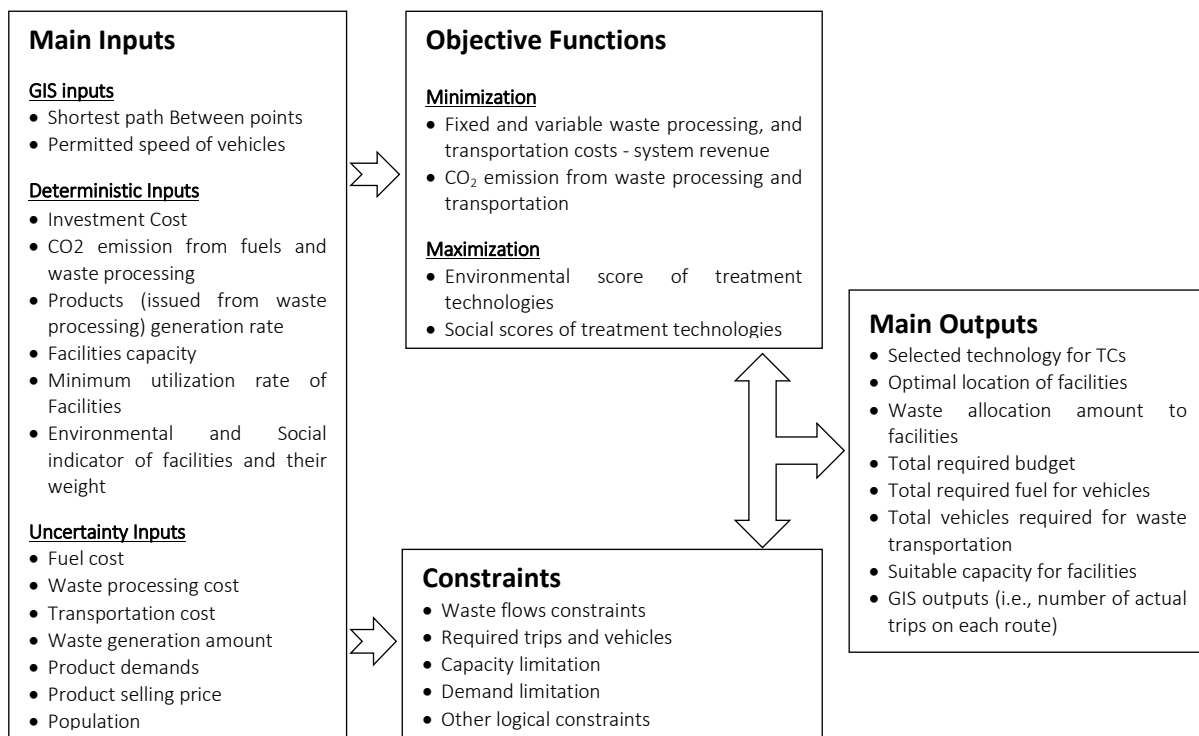 Main Inputs
GIS inputs
• Shortest path Between points
• Permitted speed of vehicles
Deterministic Inputs
• Investment Cost
• CO2 emission from fuels and
waste processing
• Products (issued from waste
processing) generation rate
• Facilities capacity
• Minimum utilization rate of
Facilities
• Environmental and Social
indicator of facilities and their
weight
Uncertainty Inputs
• Fuel cost
• Waste processing cost
• Transportation cost
• Waste generation amount
• Product demands
• Product selling price
• Population
Objective Functions
Minimization
• Fixed and variable waste processing, and
transportation costs - system revenue
• CO₂ emission from waste processing and
transportation
Maximization
• Environmental score of treatment
technologies
• Social scores of treatment technologies
Constraints
• Waste flows constraints
• Required trips and vehicles
• Capacity limitation
• Demand limitation
• Other logical constraints
Main Outputs
• Selected technology for TCs
• Optimal location of facilities
• Waste allocation amount to
facilities
• Total required budget
• Total required fuel for vehicles
• Total vehicles required for waste
transportation
• Suitable capacity for facilities
• GIS outputs (i.e., number of actual
trips on each route)